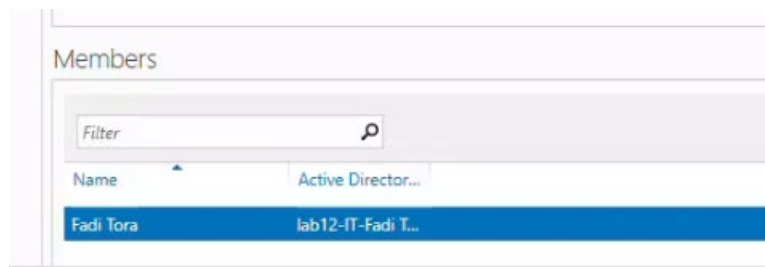 Members
Filter
Name Active Director...
Fadi Tora lab12-IT-Fadi T...